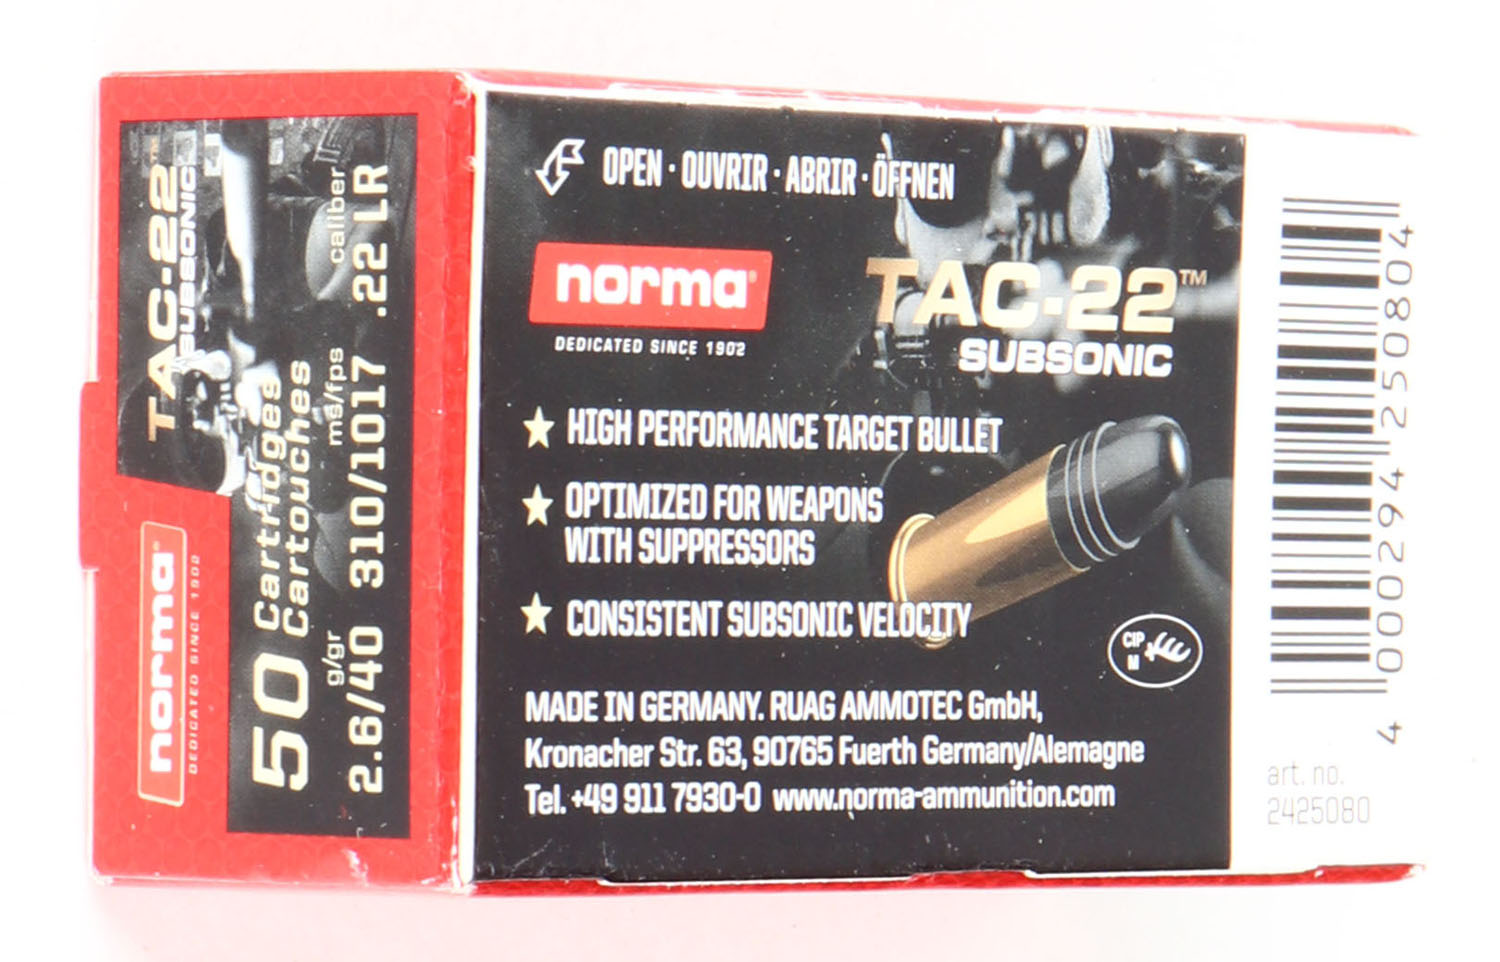 norma
DEDICATED SINCE 1902
TAC-22™
SUBSONIC
50 Cartridges
Cartouches
g/gr ms/fps caliber
2.6/40 310/1017 .22 LR
OPEN · OUVRIR · ABRIR · ÖFFNEN
norma®
DEDICATED SINCE 1902
TAC-22™
SUBSONIC
★ HIGH PERFORMANCE TARGET BULLET
★ OPTIMIZED FOR WEAPONS
WITH SUPPRESSORS
★ CONSISTENT SUBSONIC VELOCITY
CIP
N
MADE IN GERMANY. RUAG AMMOTEC GmbH,
Kronacher Str. 63, 90765 Fuerth Germany/Alemagne
Tel. +49 911 7930-0 www.norma-ammunition.com
4 000294 250804
art. no.
2425080